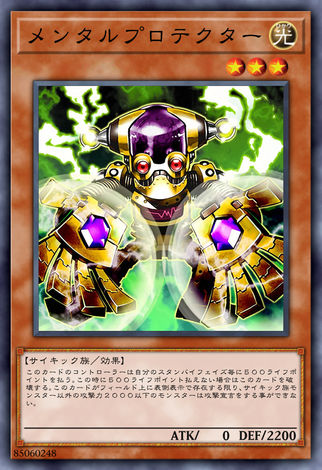 メンタルプロテクター
光
【サイキック族／効果】
このカードのコントローラーは自分のスタンバイフェイズ毎に５００ライフポ
イントを払う。この時に５００ライフポイント払えない場合はこのカードを破
壊する。このカードがフィールド上に表側表示で存在する限り、サイキック族モ
ンスター以外の攻撃力２０００以下のモンスターは攻撃宣言をする事ができな
い。
ATK/ 0 DEF/2200
85060248